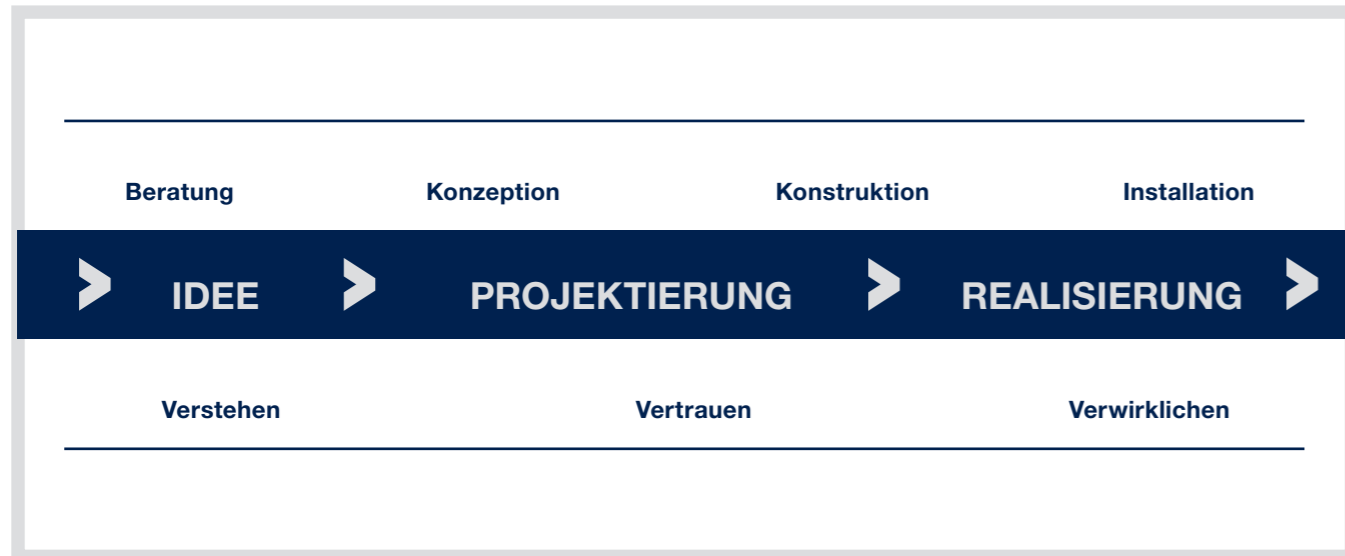 Beratung Konzeption Konstruktion Installation
> IDEE > PROJEKTIERUNG > REALISIERUNG >
Verstehen Vertrauen Verwirklichen